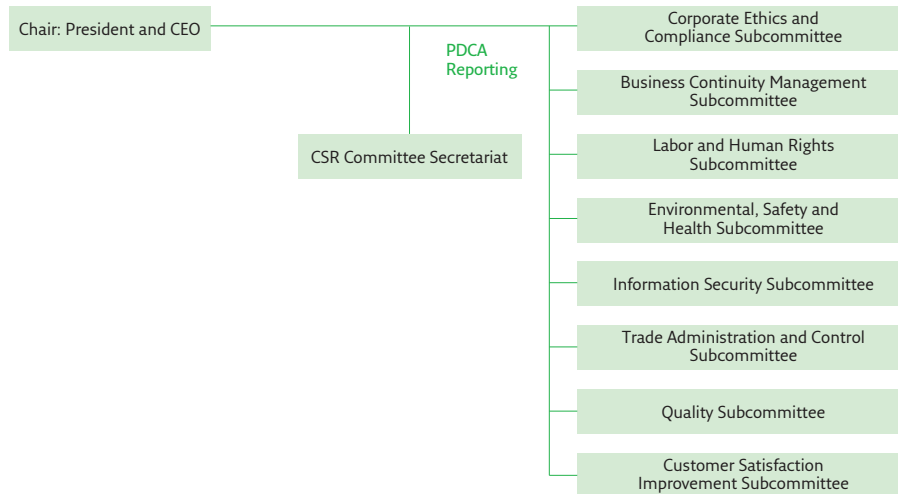 Chair: President and CEO
PDCA
Reporting
CSR Committee Secretariat
Corporate Ethics and
Compliance Subcommittee
Business Continuity Management
Subcommittee
Labor and Human Rights
Subcommittee
Environmental, Safety and
Health Subcommittee
Information Security Subcommittee
Trade Administration and Control
Subcommittee
Quality Subcommittee
Customer Satisfaction
Improvement Subcommittee